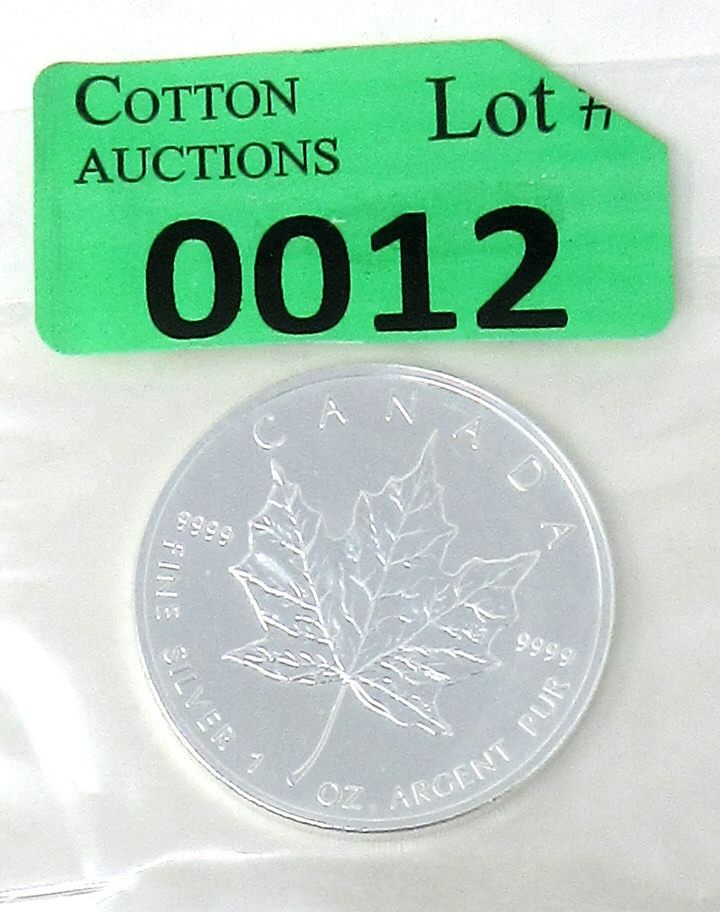 COTTON
AUCTIONS
Lot #
0012
CANADA
9999
9999
FINE SILVER 1 OZ ARGENT PUR